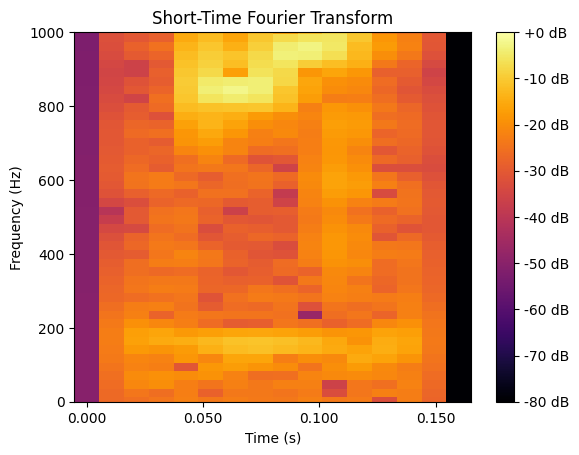 Short-Time Fourier Transform
Frequency (Hz)
1000
800
600
400
200
0
0.000
0.050
0.100
0.150
Time (s)
+0 dB
-10 dB
-20 dB
-30 dB
-40 dB
-50 dB
-60 dB
-70 dB
-80 dB